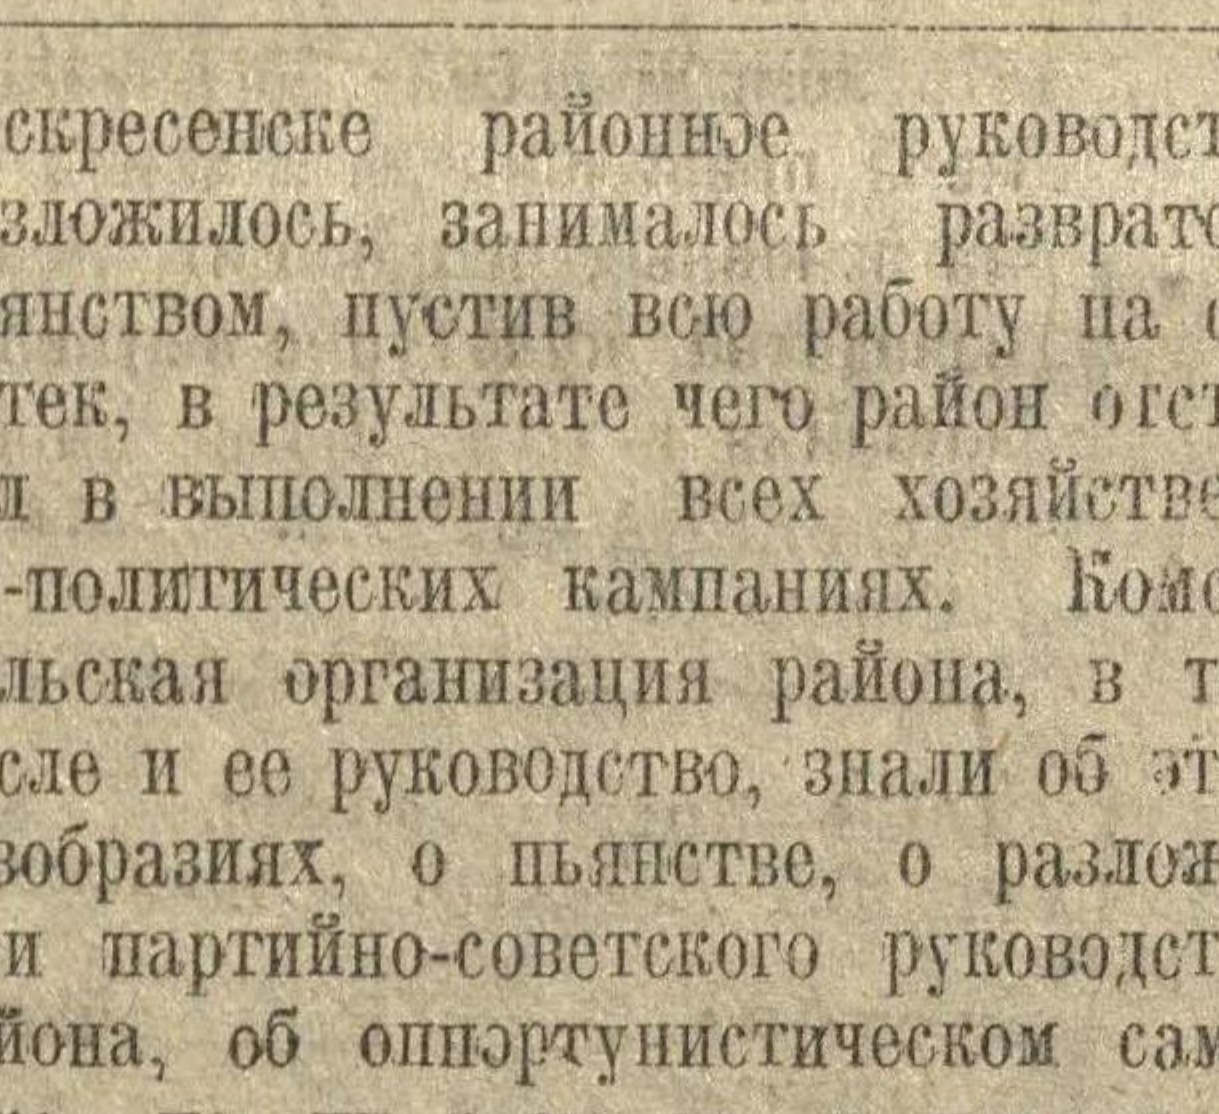 скресенске районное руководст
зложилось, занималось разврато
янством, пустив всю работу на с
тек, в результате чего район отст
л в выполнении всех хозяйстве
-политических кампаниях. Комс
льская организация района, в т
сле и ее руководство, знали об эт
зобразиях, о пьянстве, о разлож
и партийно-советского руководст
йона, об оппортунистическом сам